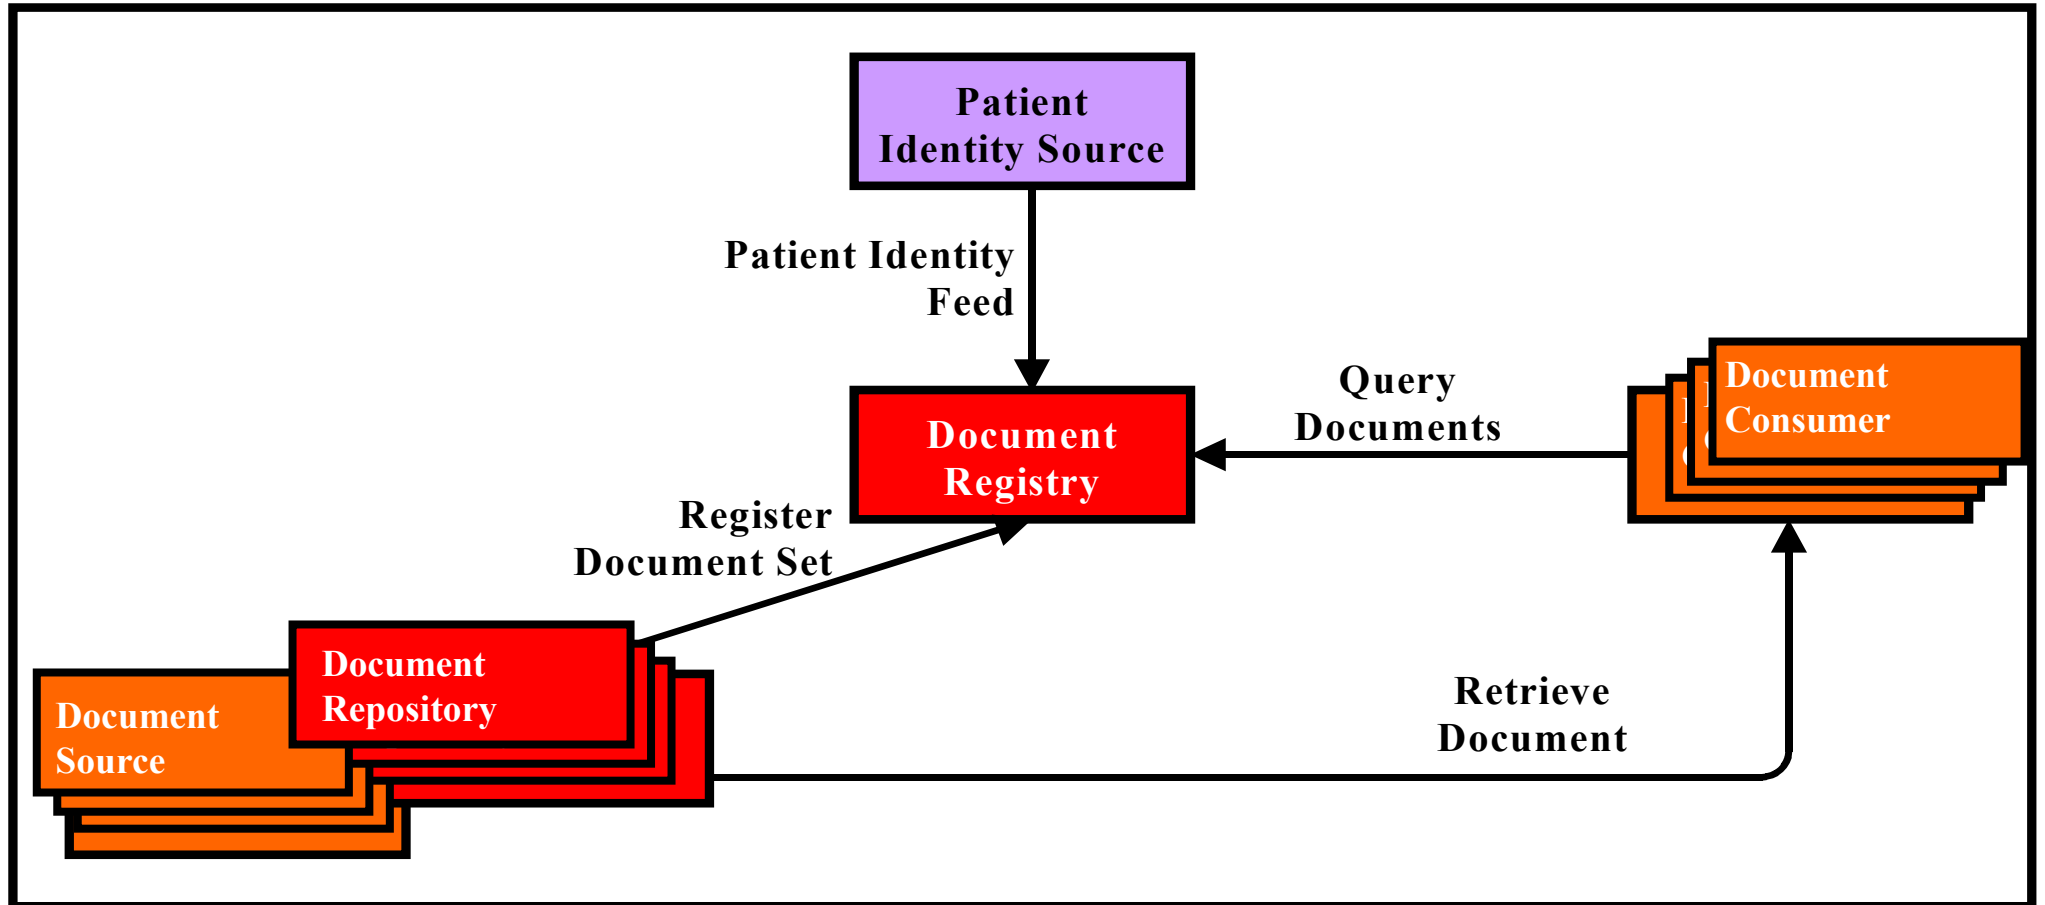 Patient
Identity Source
Patient Identity
Feed
Query
Documents
Document
Consumer
Document
Registry
Register
Document Set
Document
Repository
Document
Source
Retrieve
Document